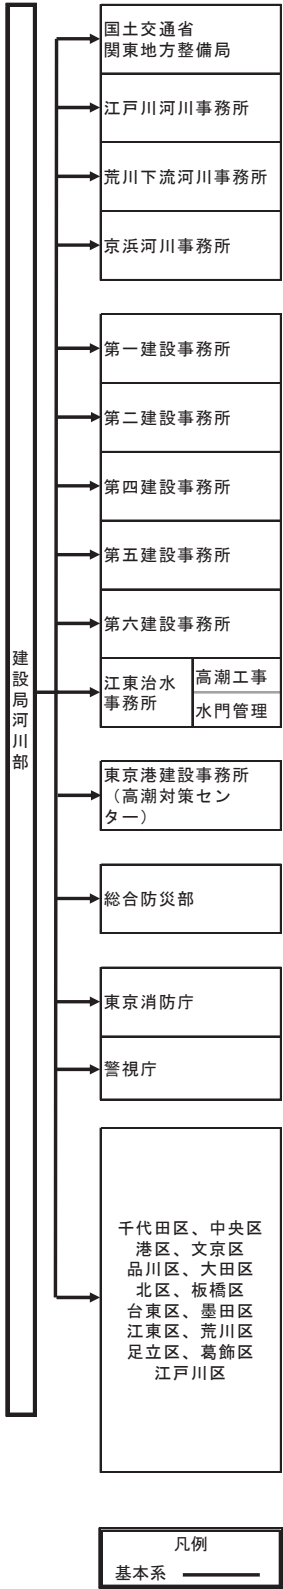 建設局河川部
国土交通省
関東地方整備局
江戸川河川事務所
荒川下流河川事務所
京浜河川事務所
第一建設事務所
第二建設事務所
第四建設事務所
第五建設事務所
第六建設事務所
江東治水
事務所
高潮工事
水門管理
東京港建設事務所
（高潮対策セン
ター）
総合防災部
東京消防庁
警視庁
千代田区、中央区
港区、文京区
品川区、大田区
北区、板橋区
台東区、墨田区
江東区、荒川区
足立区、葛飾区
江戸川区
凡例
基本系